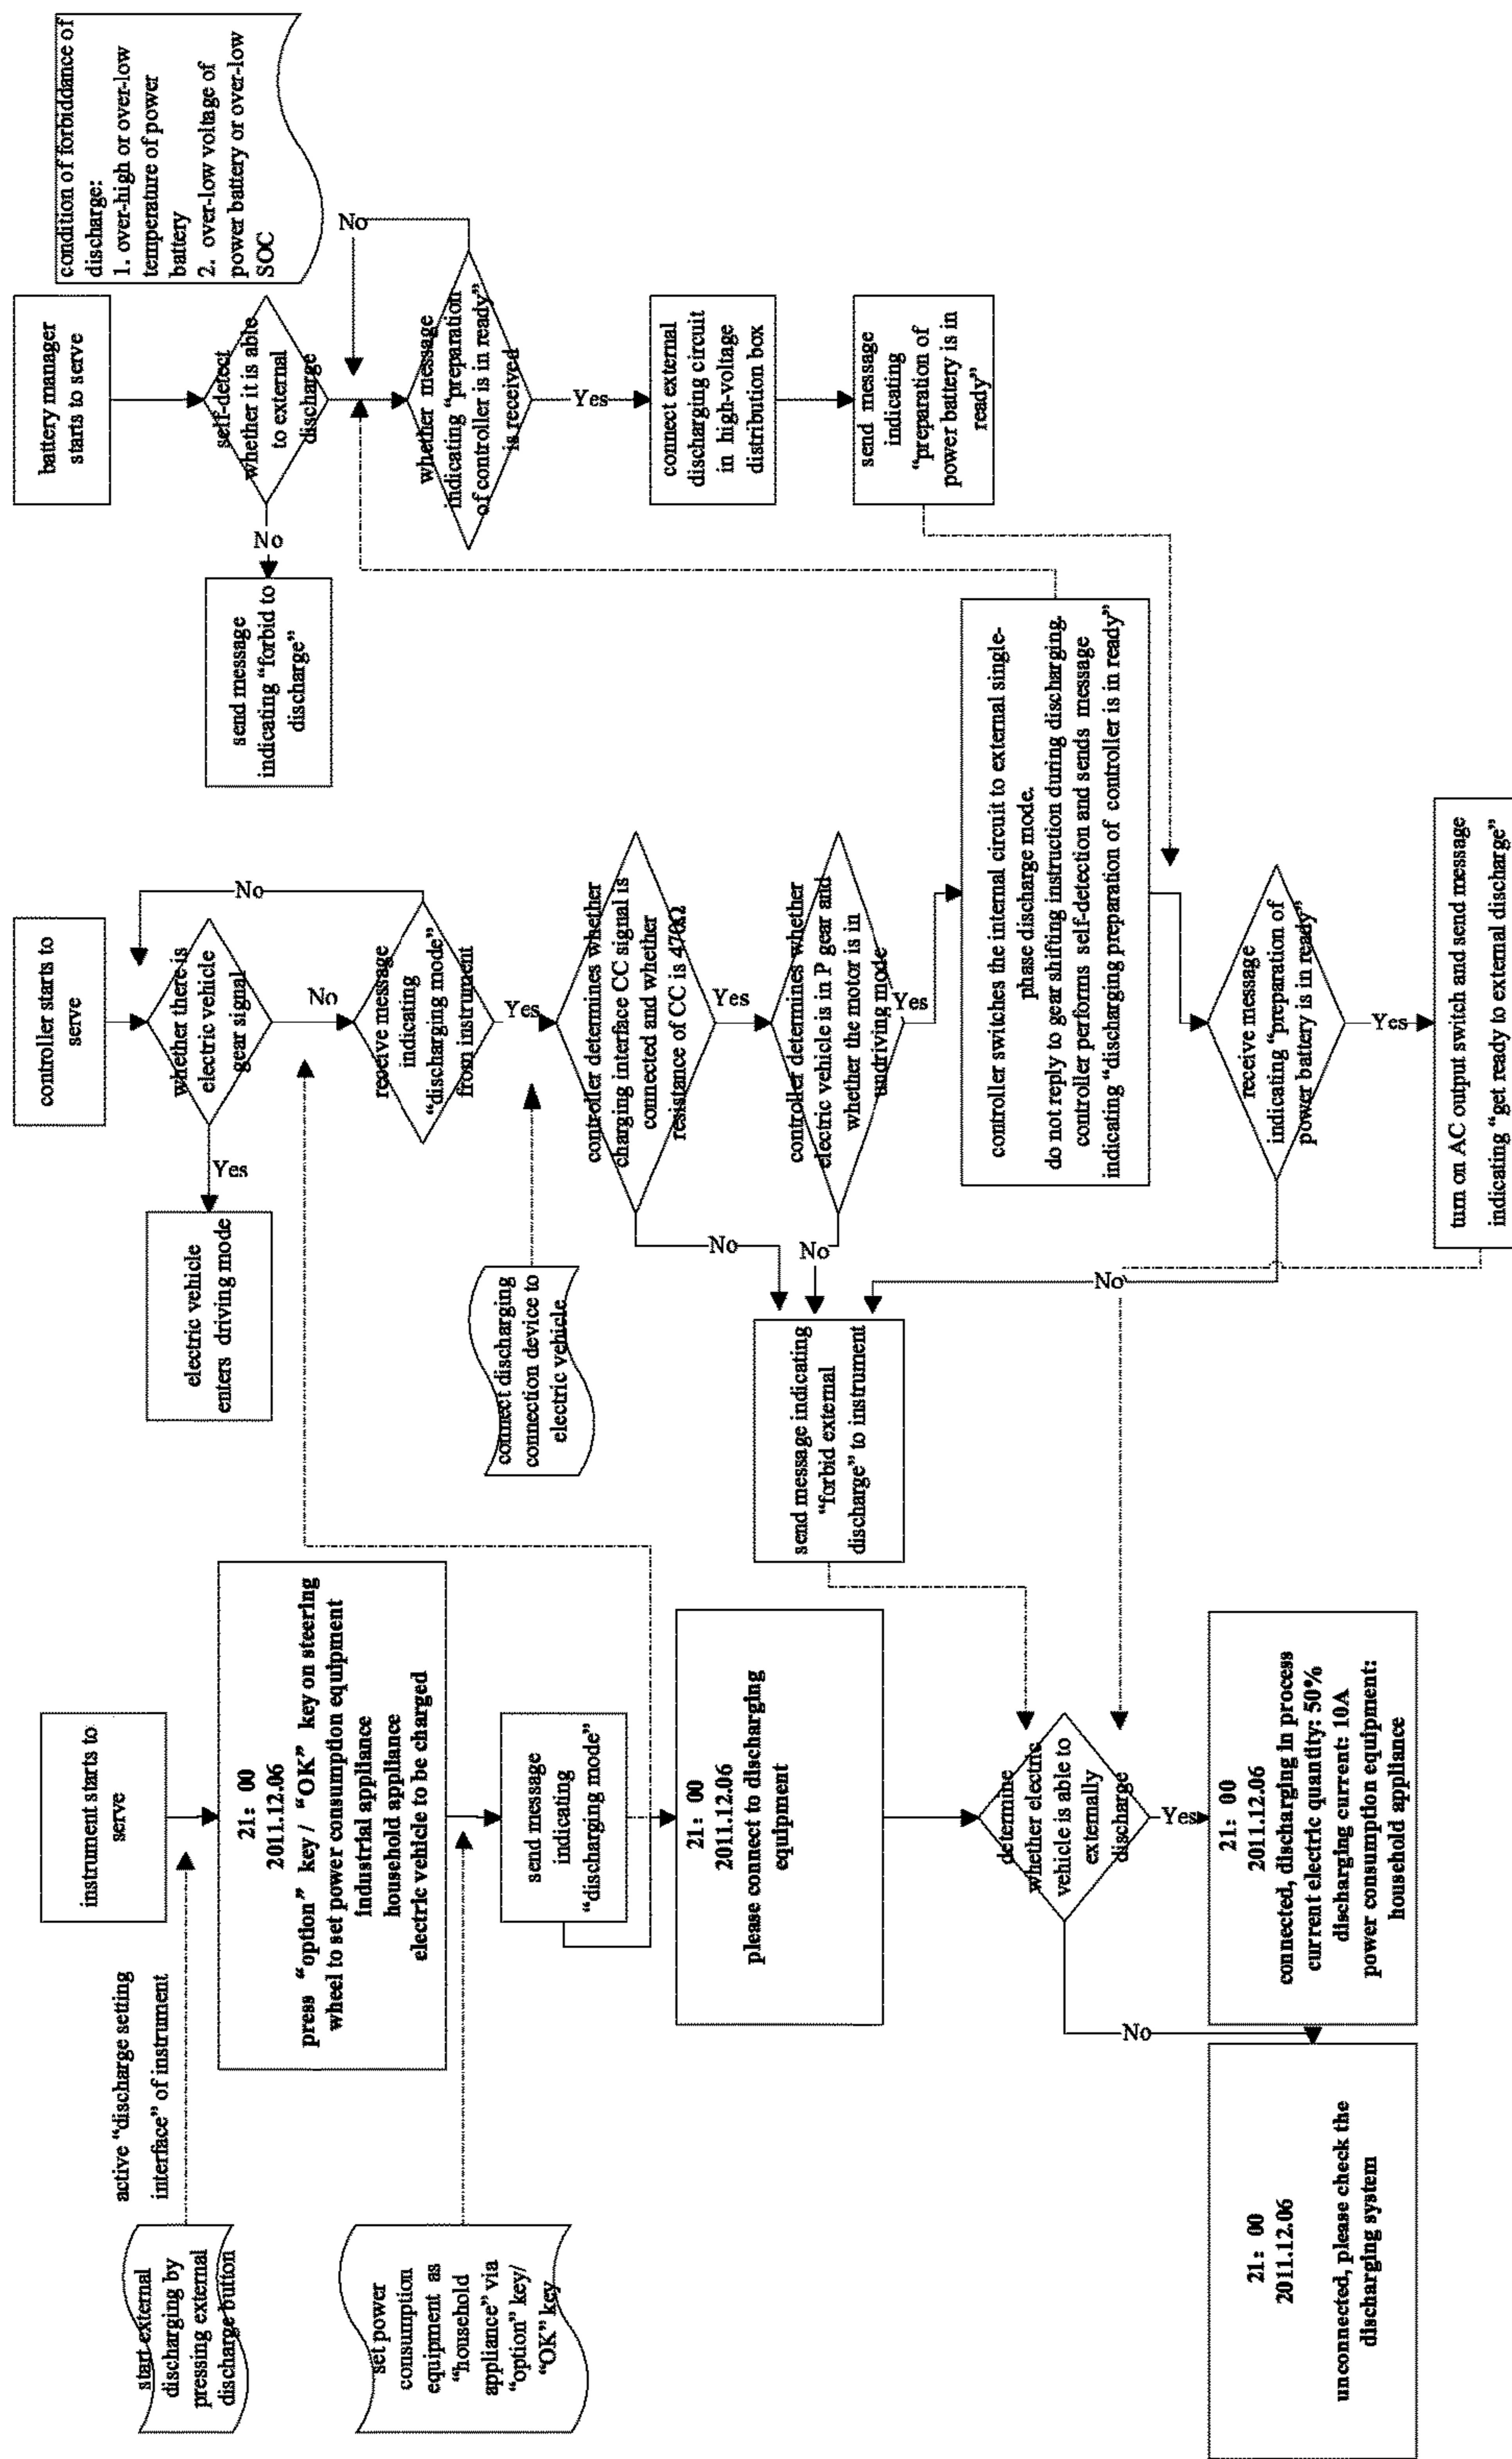 start external
discharging by
pressing external
discharge button
active “discharge setting
interface” of instrument
instrument starts to
serve
set power
consumption
equipment as
“household
appliance” via
“option” key/
“OK” key
21：00
2011.12.06
press “option” key / “OK” key on steering
wheel to set power consumption equipment
industrial appliance
household appliance
electric vehicle to be charged
send message
indicating
“discharging mode”
21：00
2011.12.06
please connect to discharging
equipment
determine
whether electric
vehicle is able to
externally
discharge
Yes
No
21：00
2011.12.06
connected, discharging in process
current electric quantity: 50%
discharging current: 10A
power consumption equipment:
household appliance
21：00
2011.12.06
unconnected, please check the
discharging system
controller starts to
serve
whether there is
electric vehicle
gear signal
Yes
No
electric vehicle
enters driving mode
receive message
indicating
“discharging mode”
from instrument
No
Yes
connect discharging
connection device to
electric vehicle
controller determines whether
charging interface CC signal is
connected and whether
resistance of CC is 470Ω
No
Yes
controller determines whether
electric vehicle is in P gear and
whether the motor is in
undriving mode
No
Yes
send message indicating
“forbid external
discharge” to instrument
controller switches the internal circuit to external single-
phase discharge mode.
do not reply to gear shifting instruction during discharging.
controller performs self-detection and sends message
indicating “discharging preparation of controller is in ready”
receive message
indicating “preparation of
power battery is in ready”
No
Yes
turn on AC output switch and send message
indicating “get ready to external discharge”
battery manager
starts to serve
self-detect
whether it is able
to external
discharge
No
send message
indicating “forbid to
discharge”
condition of forbiddance of
discharge:
1. over-high or over-low
temperature of power
battery
2. over-low voltage of
power battery or over-low
SOC
whether message
indicating “preparation
of controller is in ready”
is received
No
Yes
connect external
discharging circuit
in high-voltage
distribution box
send message
indicating
“preparation of
power battery is in
ready”